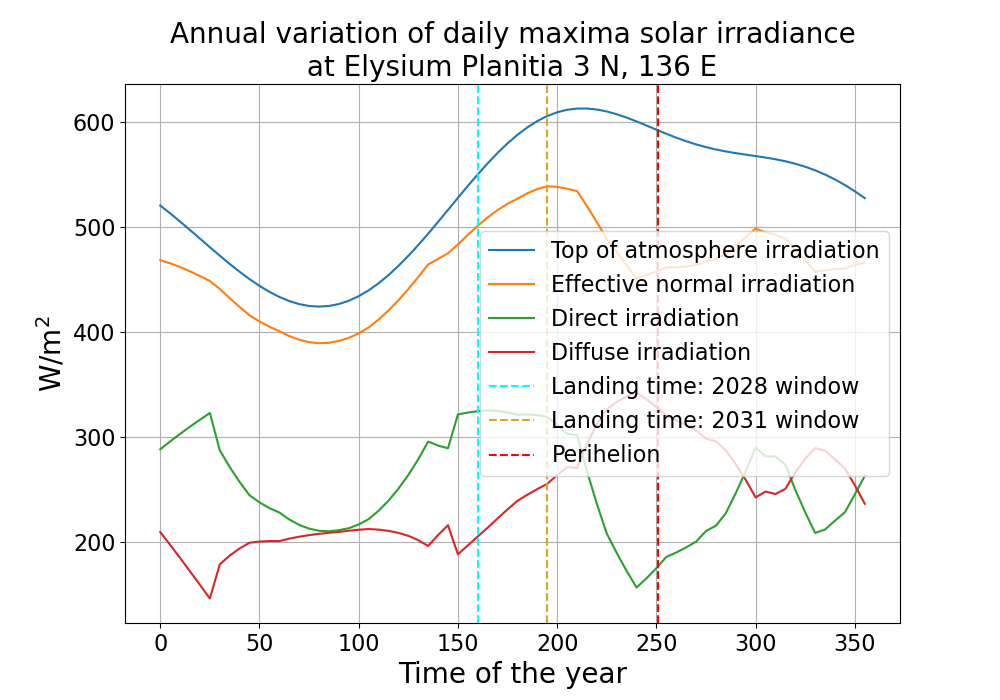 Annual variation of daily maxima solar irradiance
at Elysium Planitia 3 N, 136 E
W/m²
600
500
400
300
200
Top of atmosphere irradiation
Effective normal irradiation
Direct irradiation
Diffuse irradiation
Landing time: 2028 window
Landing time: 2031 window
Perihelion
0 50 100 150 200 250 300 350
Time of the year